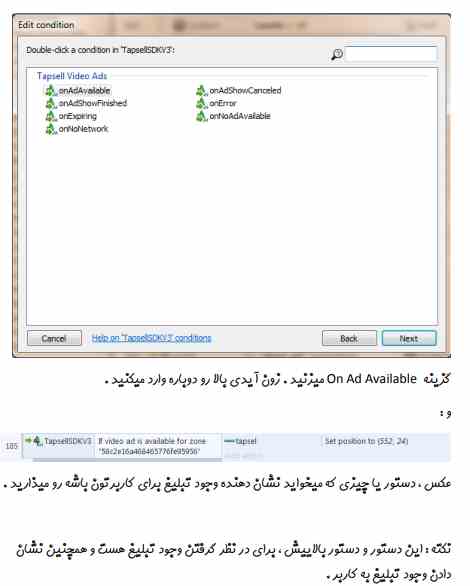 Edit condition
Double-click a condition in 'TapsellSDKV3':
Tapsell Video Ads
onAdAvailable
onAdShowCanceled
onAdShowFinished
onError
onExpiring
onNoAdAvailable
onNoNetwork
Cancel
Help on 'TapsellSDKV3' conditions
Back
Next
گزینه On Ad Available میزنید . زون آیدی بالا رو دوباره وارد میکنید .
و :
185
TapsellSDKV3
If video ad is available for zone "58c2e16a468465776fe95956"
tapsel
Set position to (552, 24)
Add action
عکس ، دستور یا چیزی که میخواید نشان دهنده وجود تبلیغ برای کاربرتون باشه رو میذارید .
نکته : این دستور و دستور بالاییش ، برای در نظر گرفتن وجود تبلیغ هست و همچنین نشان
دادن وجود تبلیغ به کاربر .